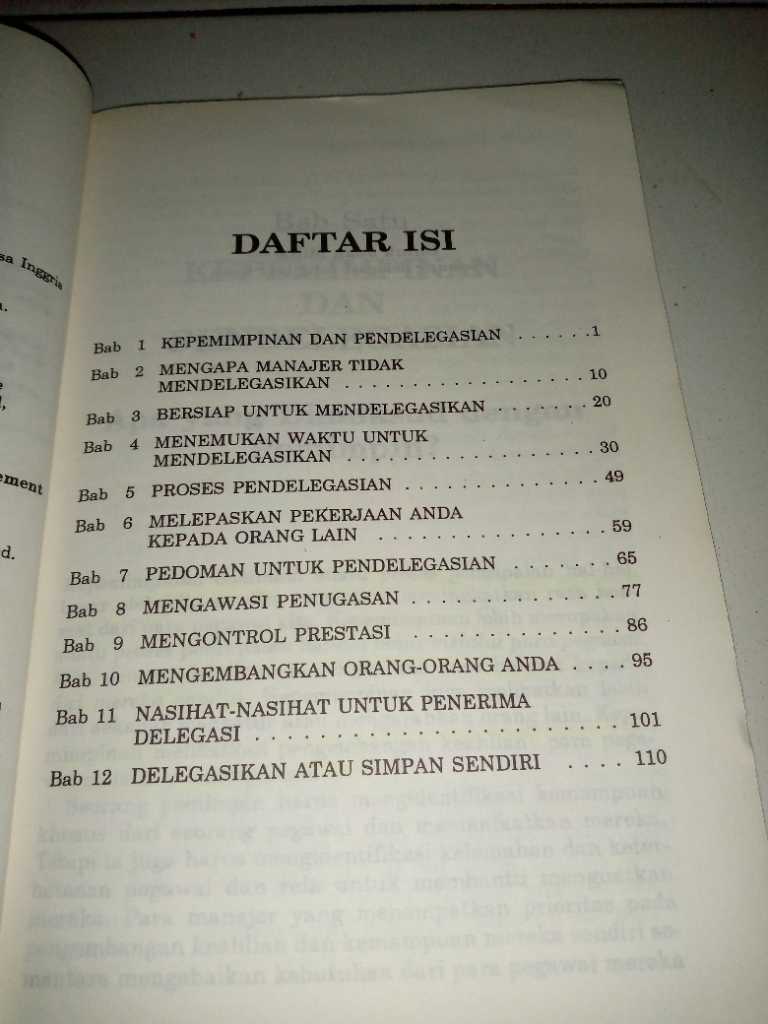 sa Inggris
ement
d.
DAFTAR ISI
Bab 1 KEPEMIMPINAN DAN PENDELEGASIAN . . . . . . 1
Bab 2 MENGAPA MANAJER TIDAK
MENDELEGASIKAN . . . . . . . . . . . . . . . . . . 10
Bab 3 BERSIAP UNTUK MENDELEGASIKAN . . . . . . . 20
Bab 4 MENEMUKAN WAKTU UNTUK
MENDELEGASIKAN . . . . . . . . . . . . . . . . . . 30
Bab 5 PROSES PENDELEGASIAN . . . . . . . . . . . . . . 49
Bab 6 MELEPASKAN PEKERJAAN ANDA
KEPADA ORANG LAIN . . . . . . . . . . . . . . . . 59
Bab 7 PEDOMAN UNTUK PENDELEGASIAN . . . . . . . 65
Bab 8 MENGAWASI PENUGASAN . . . . . . . . . . . . . 77
Bab 9 MENGONTROL PRESTASI . . . . . . . . . . . . . 86
Bab 10 MENGEMBANGKAN ORANG-ORANG ANDA . . . . 95
Bab 11 NASIHAT-NASIHAT UNTUK PENERIMA
DELEGASI . . . . . . . . . . . . . . . . . . . . . . 101
Bab 12 DELEGASIKAN ATAU SIMPAN SENDIRI . . . . 110